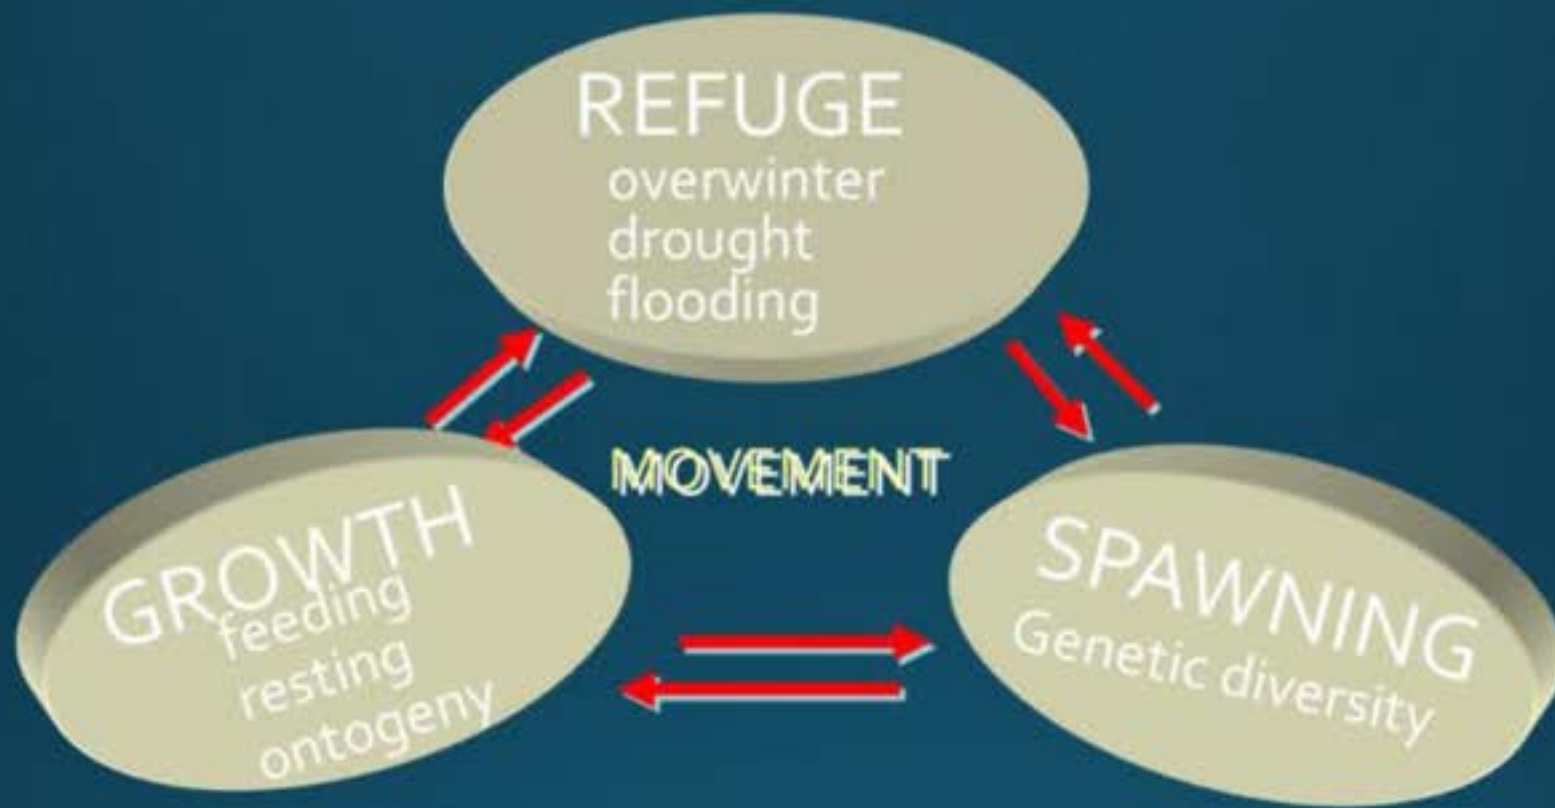 REFUGE
overwinter
drought
flooding
MOVEMENT
GROWTH
feeding
resting
ontogeny
SPAWNING
Genetic diversity